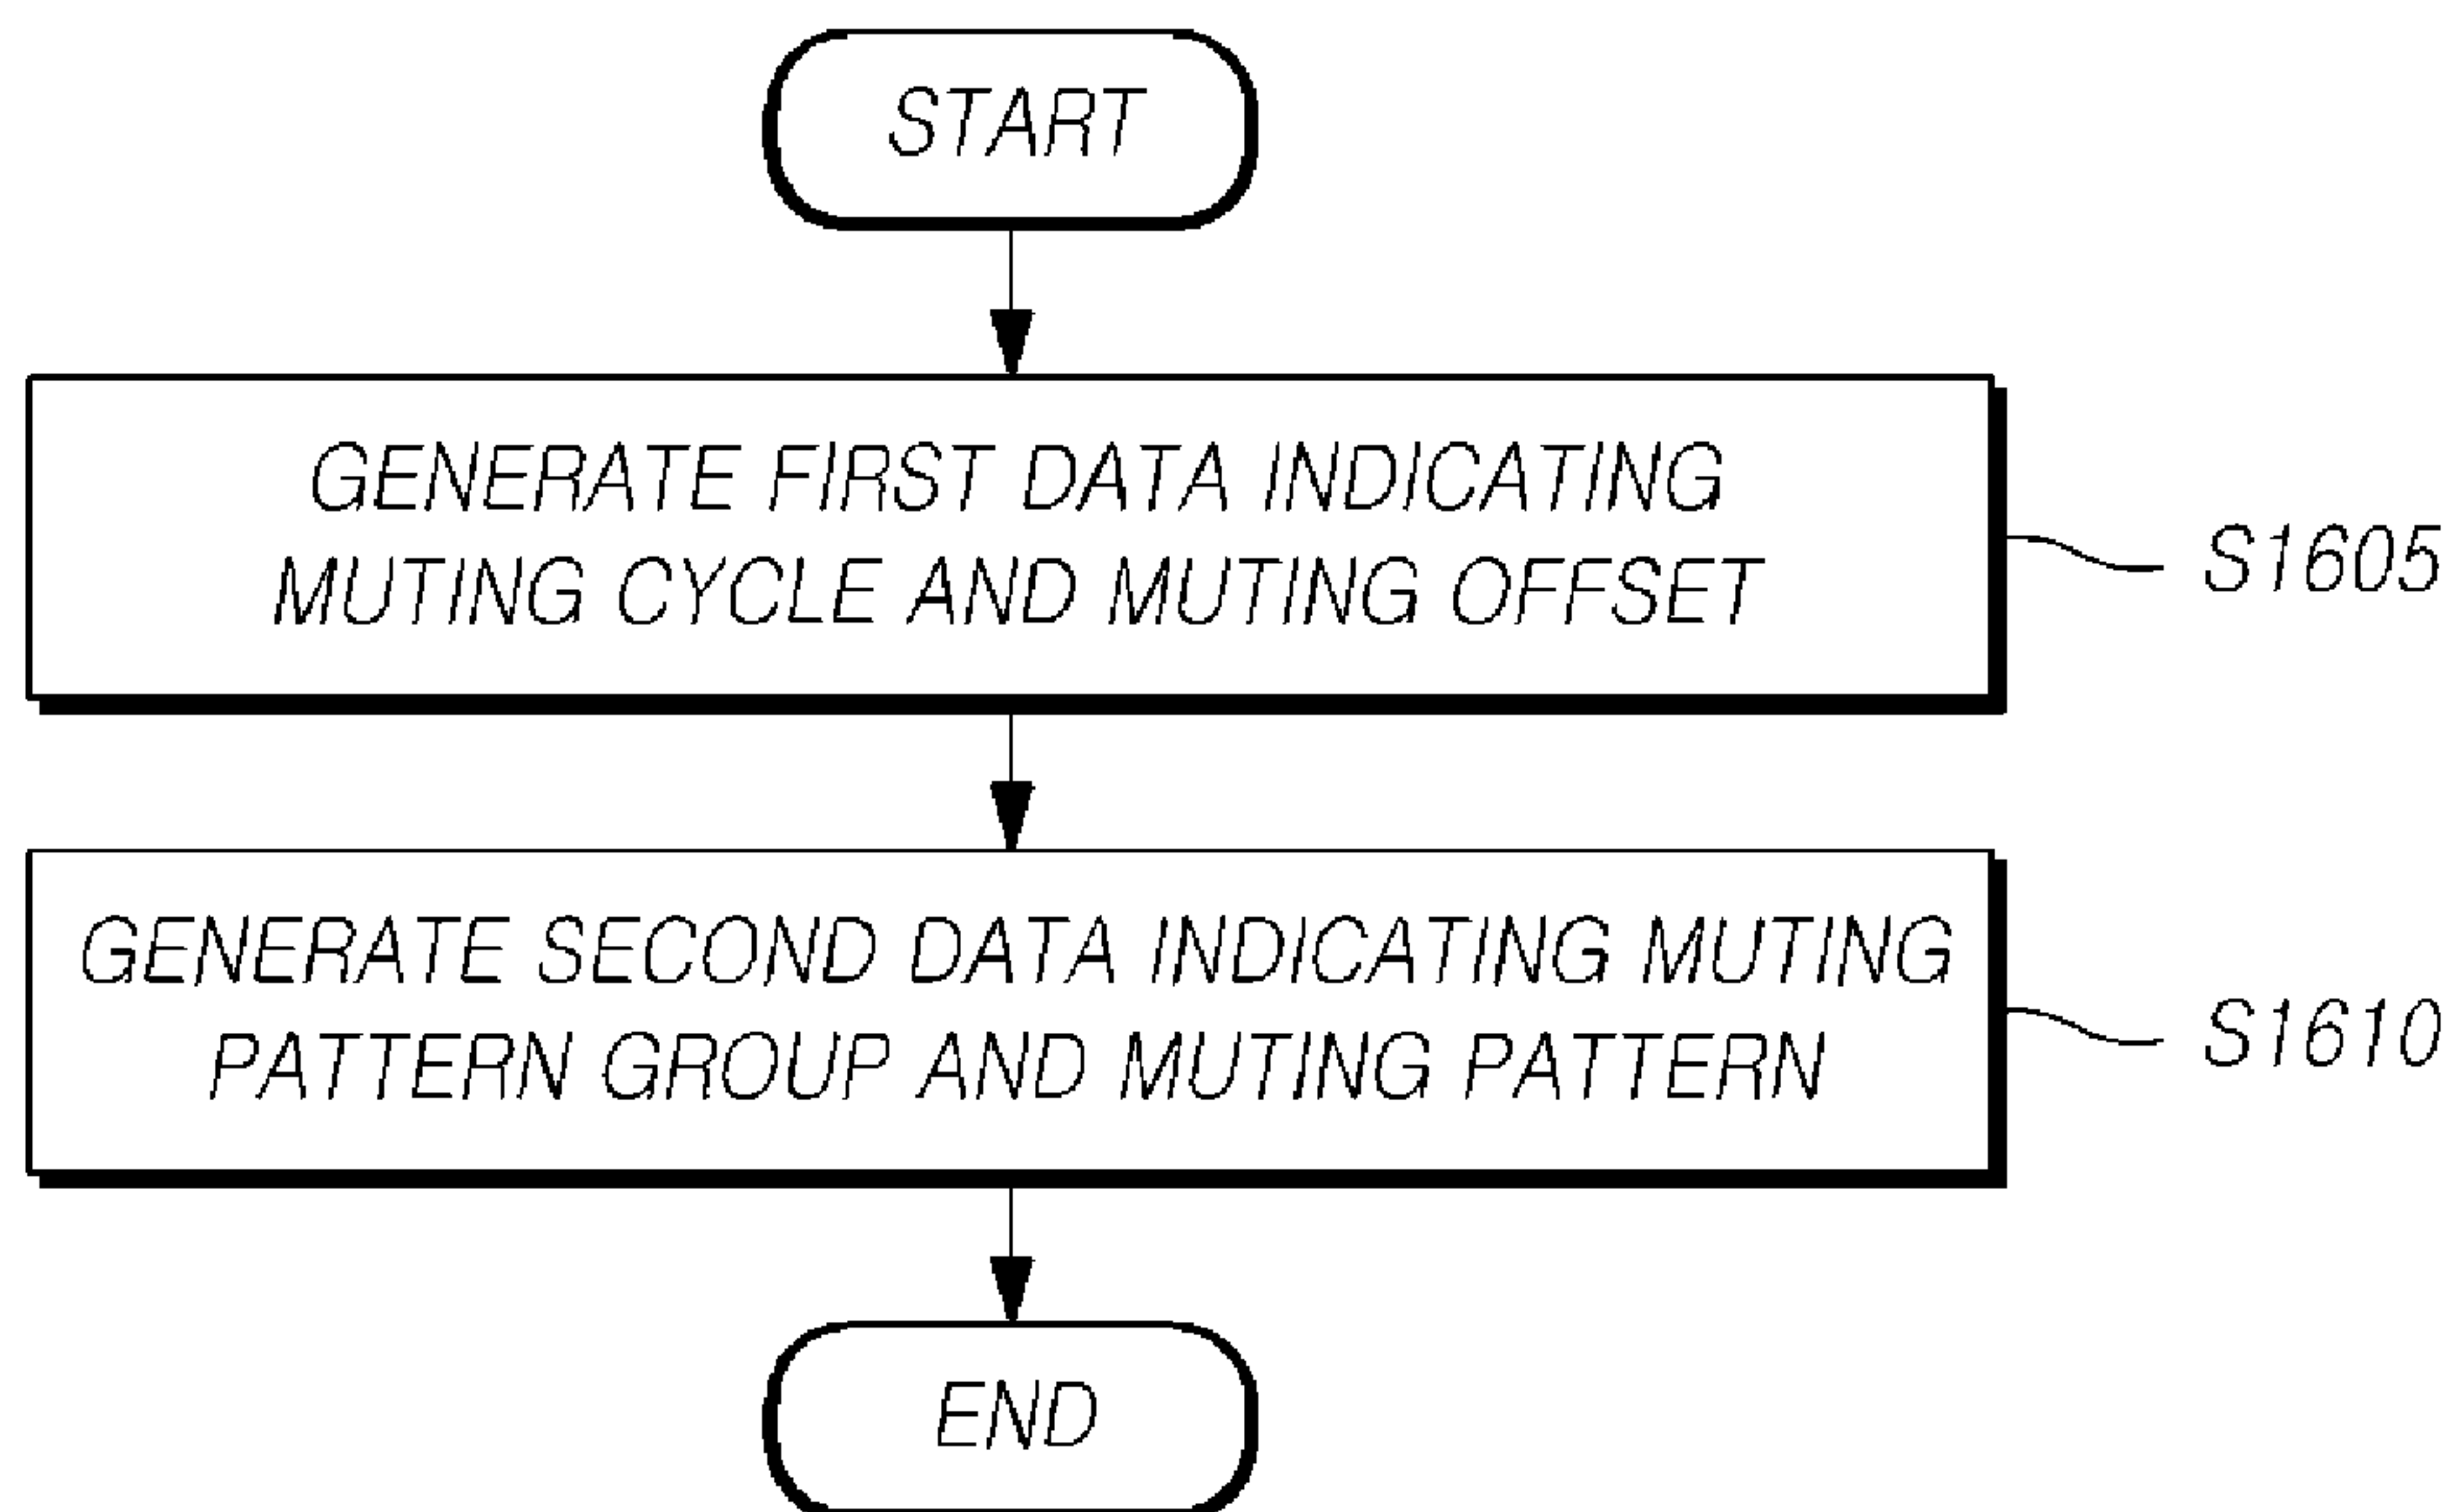 START
GENERATE FIRST DATA INDICATING
MUTING CYCLE AND MUTING OFFSET
S1605
GENERATE SECOND DATA INDICATING MUTING
PATTERN GROUP AND MUTING PATTERN
S1610
END